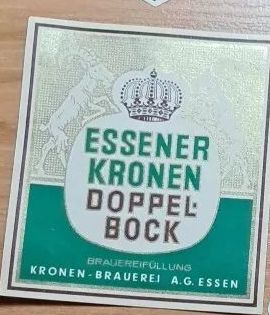 ESSENER
KRONEN
DOPPEL-
BOCK
BRAUEREIFÜLLUNG
KRONEN-BRAUEREI A.G. ESSEN